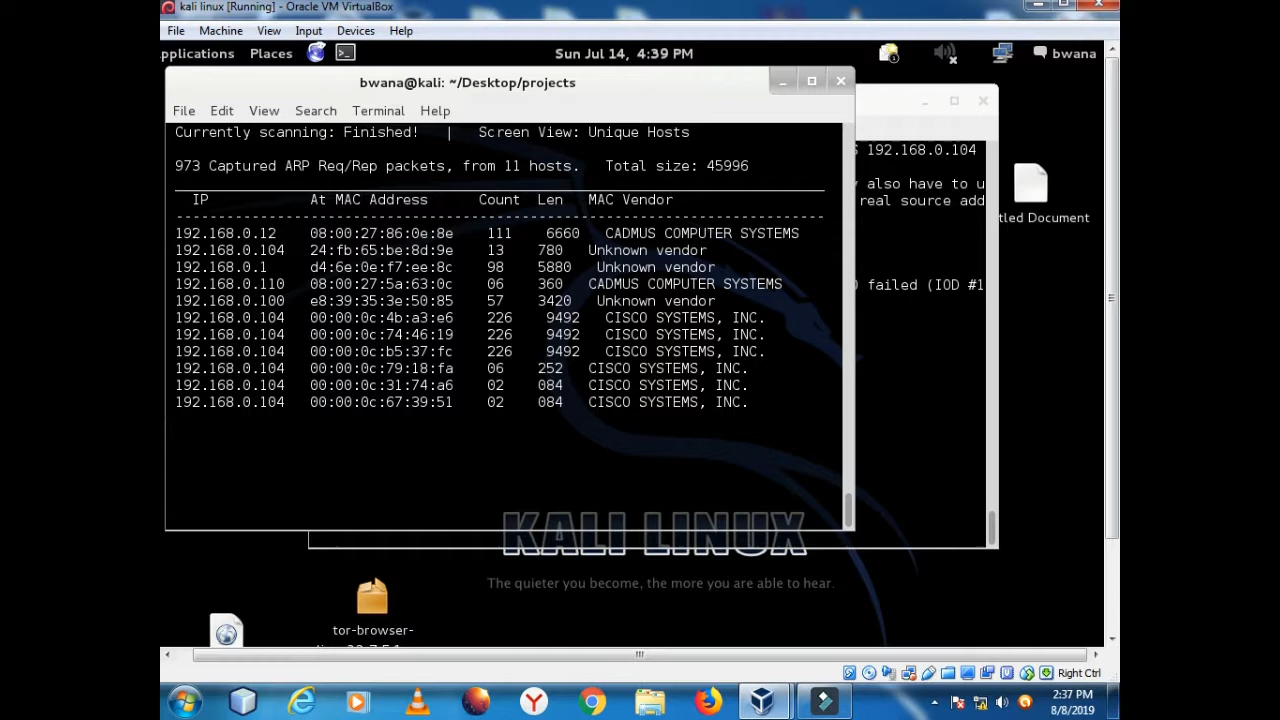 kali linux [Running] - Oracle VM VirtualBox
File Machine View Input Devices Help
pplications Places Sun Jul 14, 4:39 PM 1 bwana
bwana@kali: ~/Desktop/projects
File Edit View Search Terminal Help
Currently scanning: Finished! | Screen View: Unique Hosts
973 Captured ARP Req/Rep packets, from 11 hosts. Total size: 45996
IP At MAC Address Count Len MAC Vendor
-----------------------------------------------------------------------------
192.168.0.12 08:00:27:86:0e:8e 111 6660 CADMUS COMPUTER SYSTEMS
192.168.0.104 24:fb:65:be:8d:9e 13 780 Unknown vendor
192.168.0.1 d4:6e:0e:f7:ee:8c 98 5880 Unknown vendor
192.168.0.110 08:00:27:5a:63:0c 06 360 CADMUS COMPUTER SYSTEMS
192.168.0.100 e8:39:35:3e:50:85 57 3420 Unknown vendor
192.168.0.104 00:00:0c:4b:a3:e6 226 9492 CISCO SYSTEMS, INC.
192.168.0.104 00:00:0c:74:46:19 226 9492 CISCO SYSTEMS, INC.
192.168.0.104 00:00:0c:b5:37:fc 226 9492 CISCO SYSTEMS, INC.
192.168.0.104 00:00:0c:79:18:fa 06 252 CISCO SYSTEMS, INC.
192.168.0.104 00:00:0c:31:74:a6 02 084 CISCO SYSTEMS, INC.
192.168.0.104 00:00:0c:67:39:51 02 084 CISCO SYSTEMS, INC.
192.168.0.104
also have to u
real source add
failed (IOD #1
tled Document
KALI LINUX
The quieter you become, the more you are able to hear.
tor-browser-
Right Ctrl
2:37 PM
8/8/2019